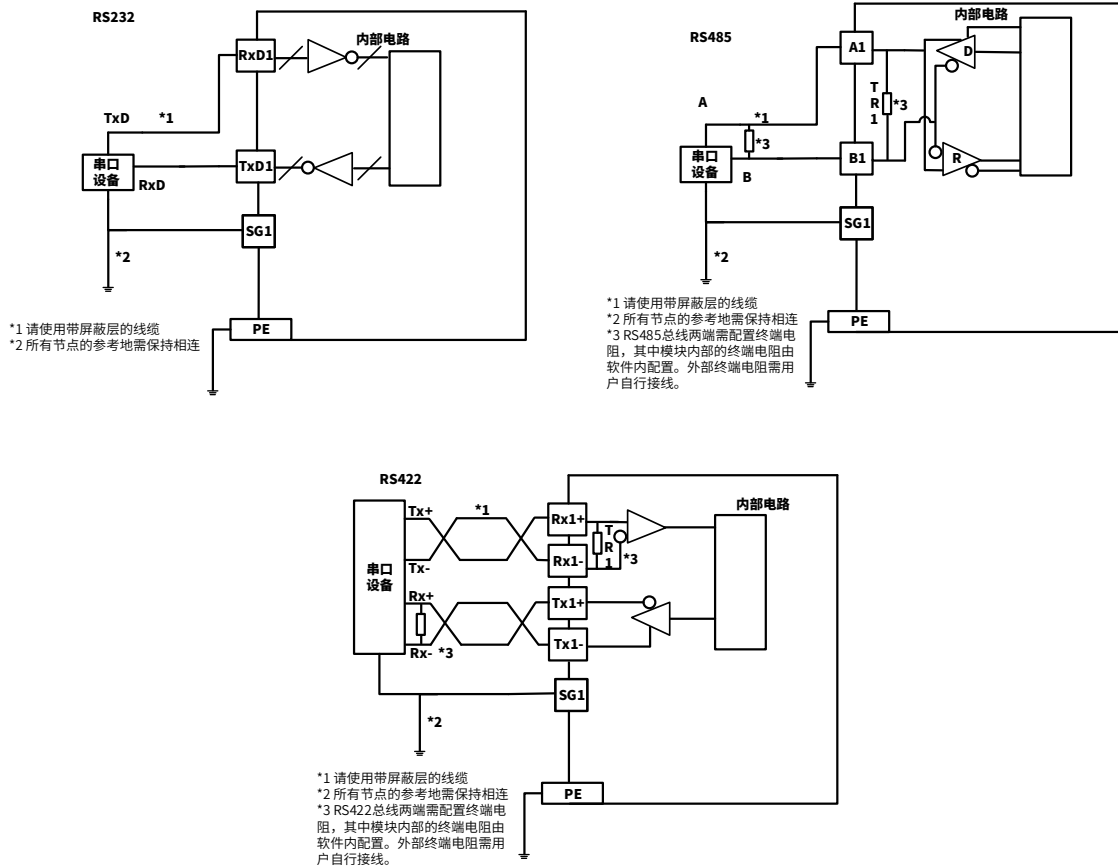 RS232
内部电路
RxD1
TxD *1
串口
设备
RxD
TxD1
SG1
*2
PE
*1 请使用带屏蔽层的线缆
*2 所有节点的参考地需保持相连
RS485
内部电路
A1
D
A
*1
T
R
1
*3
*3
串口
设备
B
B1
R
SG1
*2
PE
*1 请使用带屏蔽层的线缆
*2 所有节点的参考地需保持相连
*3 RS485总线两端需配置终端电
阻，其中模块内部的终端电阻由
软件内配置。外部终端电阻需用
户自行接线。
RS422
内部电路
Tx+
*1
Rx1+
T
R
1
*3
Tx-
Rx1-
串口
设备
Rx+
Tx1+
Rx- *3
Tx1-
SG1
*2
PE
*1 请使用带屏蔽层的线缆
*2 所有节点的参考地需保持相连
*3 RS422总线两端需配置终端电
阻，其中模块内部的终端电阻由
软件内配置。外部终端电阻需用
户自行接线。